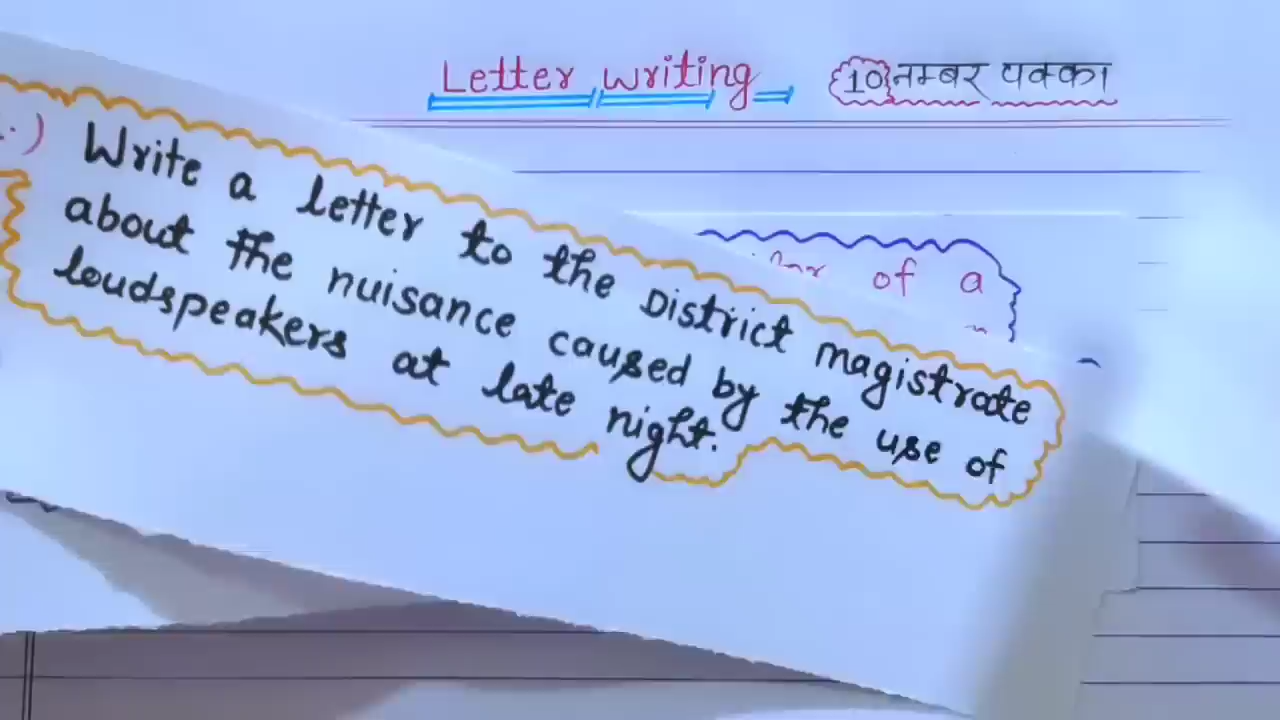 Letter writing 10 नम्बर पक्का
of a
.) Write a letter to the District magistrate
about the nuisance caused by the use of
loudspeakers at late night.